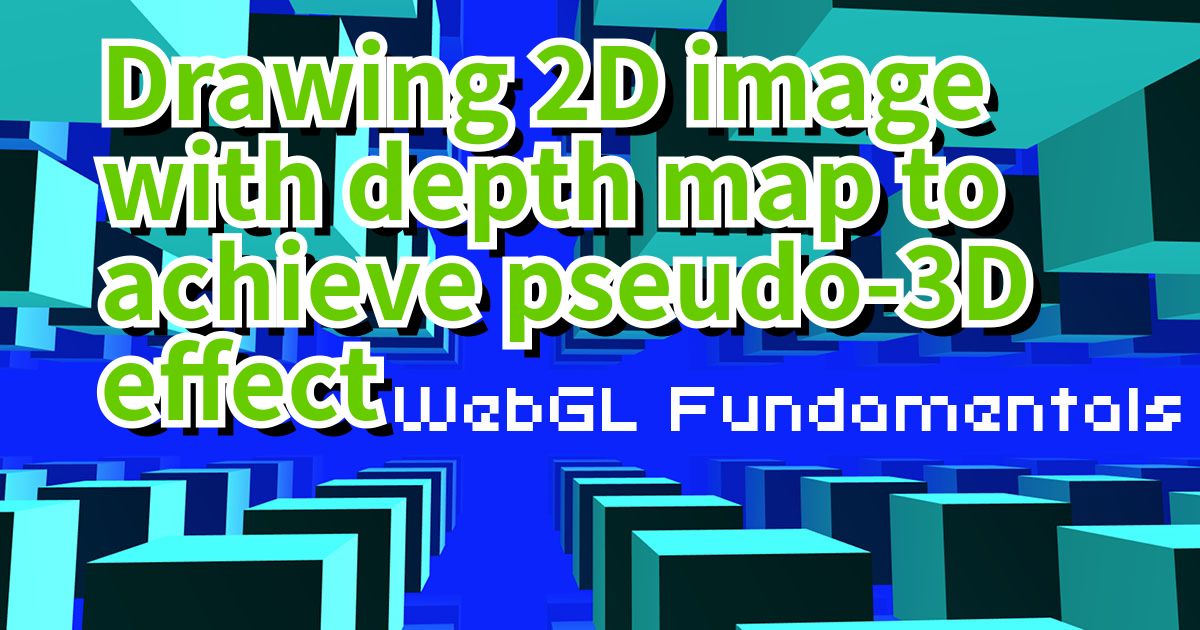 Drawing 2D image
with depth map to
achieve pseudo-3D
effect
WebGL Fundamentals